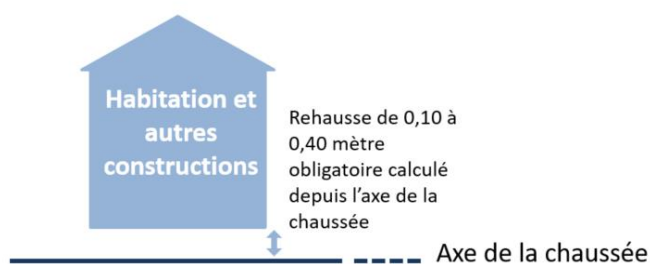 Habitation et
autres
constructions
Rehausse de 0,10 à
0,40 mètre
obligatoire calculé
depuis l'axe de la
chaussée
Axe de la chaussée